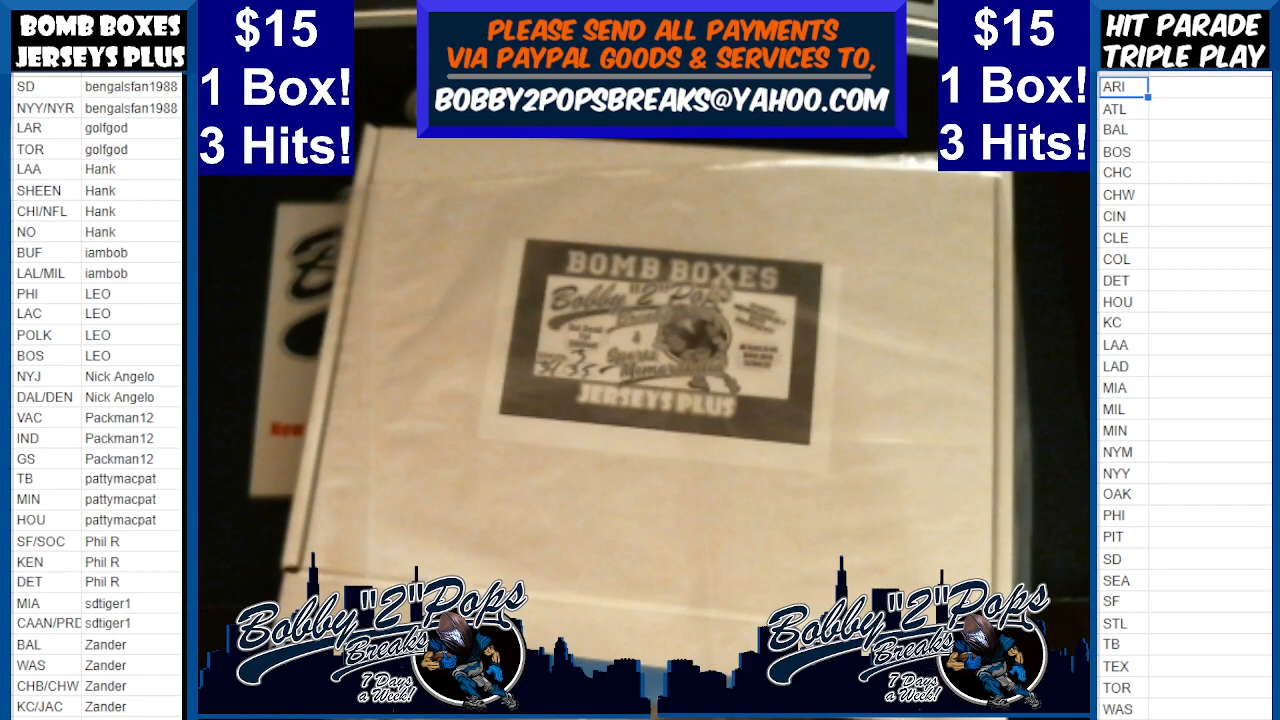 BOMB BOXES
JERSEYS PLUS
SD bengalsfan1988
NYY/NYR bengalsfan1988
LAR golfgod
TOR golfgod
LAA Hank
SHEEN Hank
CHI/NFL Hank
NO Hank
BUF iambob
LAL/MIL iambob
PHI LEO
LAC LEO
POLK LEO
BOS LEO
NYJ Nick Angelo
DAL/DEN Nick Angelo
VAC Packman12
IND Packman12
GS Packman12
TB pattymacpat
MIN pattymacpat
HOU pattymacpat
SF/SOC Phil R
KEN Phil R
DET Phil R
MIA sdtiger1
CAAN/PRD sdtiger1
BAL Zander
WAS Zander
CHB/CHW Zander
KC/JAC Zander
$15
1 Box!
3 Hits!
PLEASE SEND ALL PAYMENTS
VIA PAYPAL GOODS & SERVICES TO,
BOBBY2POPSBREAKS@YAHOO.COM
BOMB BOXES
Bobby "2" Pops
Breaks
&
Sports
Memorabilia
JERSEYS PLUS
Bobby "2" Pops
Breaks
7 Days
a Week!
Bobby "2" Pops
Breaks
7 Days
a Week!
$15
1 Box!
3 Hits!
HIT PARADE
TRIPLE PLAY
ARI
ATL
BAL
BOS
CHC
CHW
CIN
CLE
COL
DET
HOU
KC
LAA
LAD
MIA
MIL
MIN
NYM
NYY
OAK
PHI
PIT
SD
SEA
SF
STL
TB
TEX
TOR
WAS